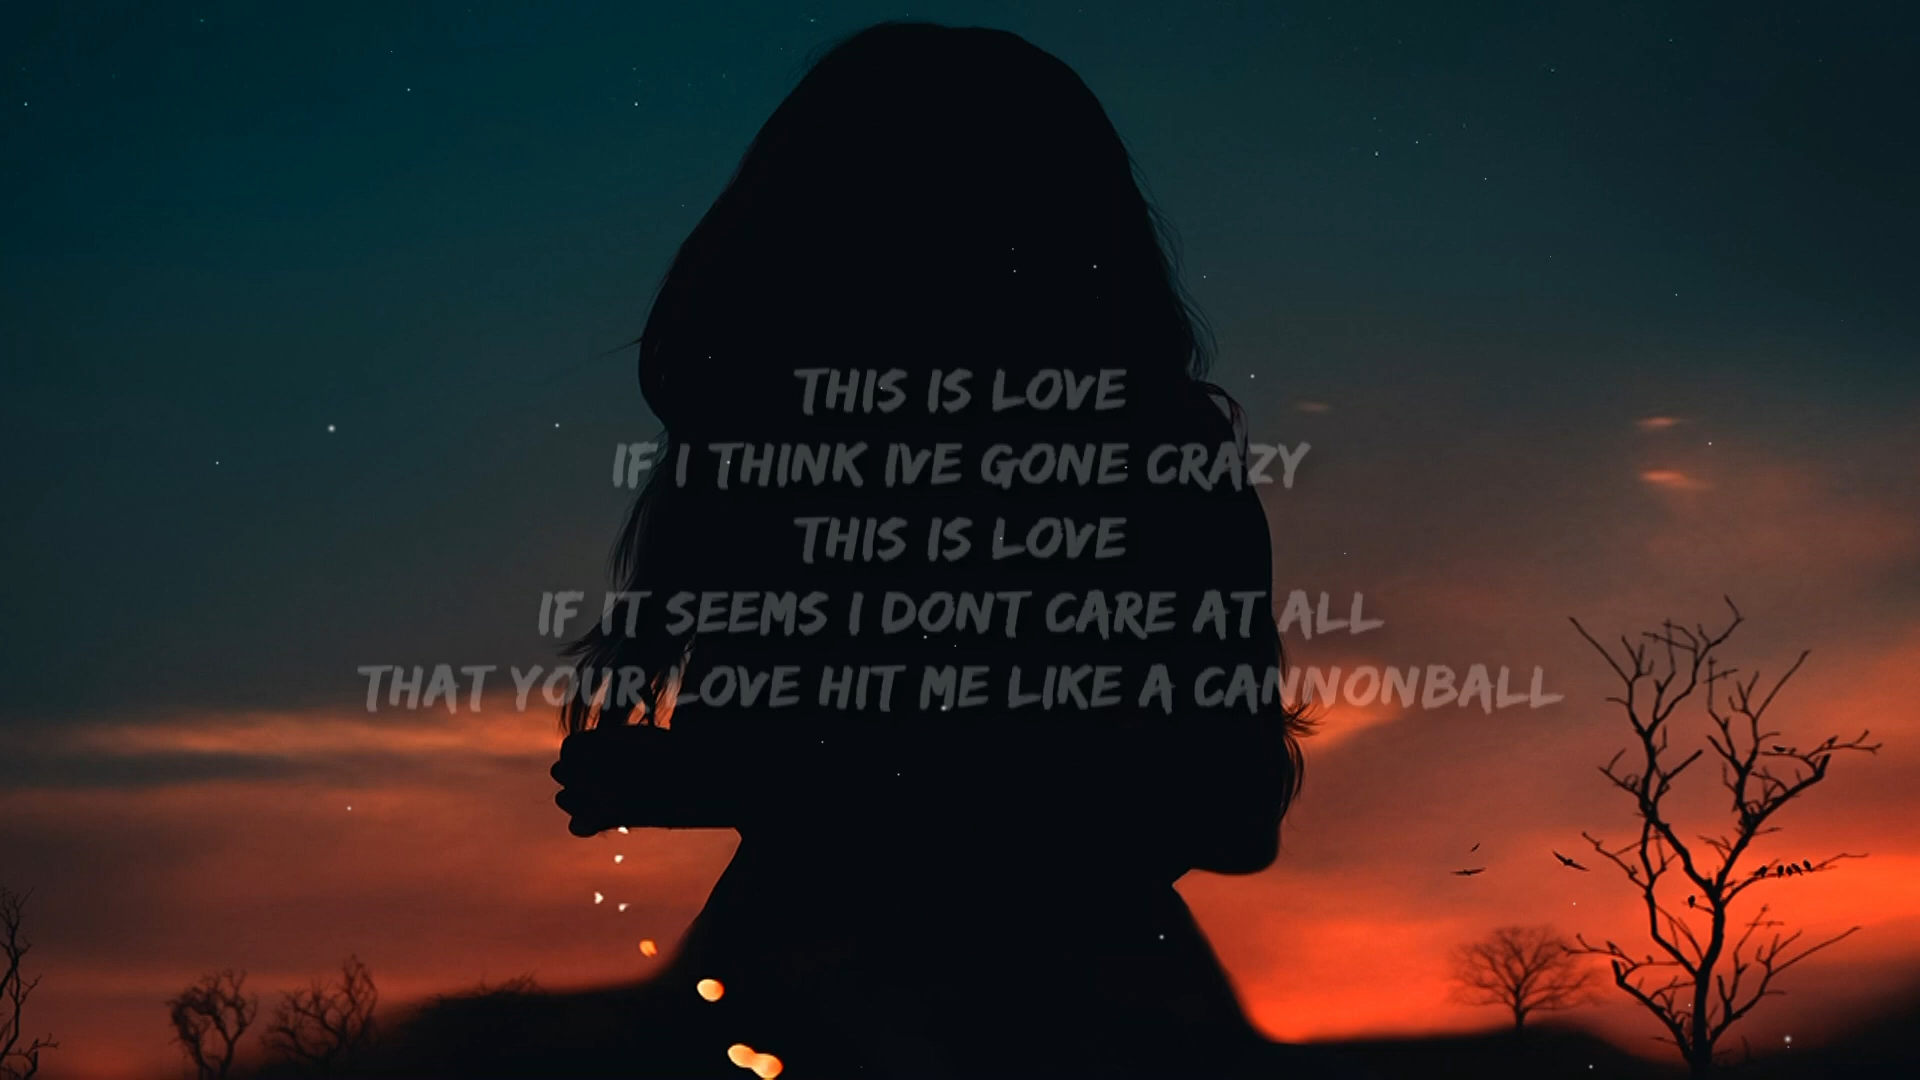 THIS IS LOVE
IF I THINK IVE GONE CRAZY
THIS IS LOVE
IF IT SEEMS I DONT CARE AT ALL
THAT YOUR LOVE HIT ME LIKE A CANNONBALL